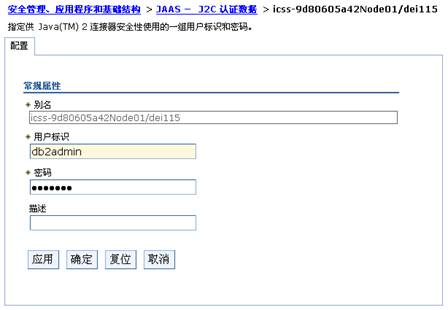 安全管理、应用程序和基础结构 > JAAS - J2C 认证数据 > icss-9d80605a42Node01/dei115
指定供 Java(TM) 2 连接器安全性使用的一组用户标识和密码。
配置
常规属性
别名
icss-9d80605a42Node01/dei115
用户标识
db2admin
密码
●●●●●●●
描述
应用 确定 复位 取消